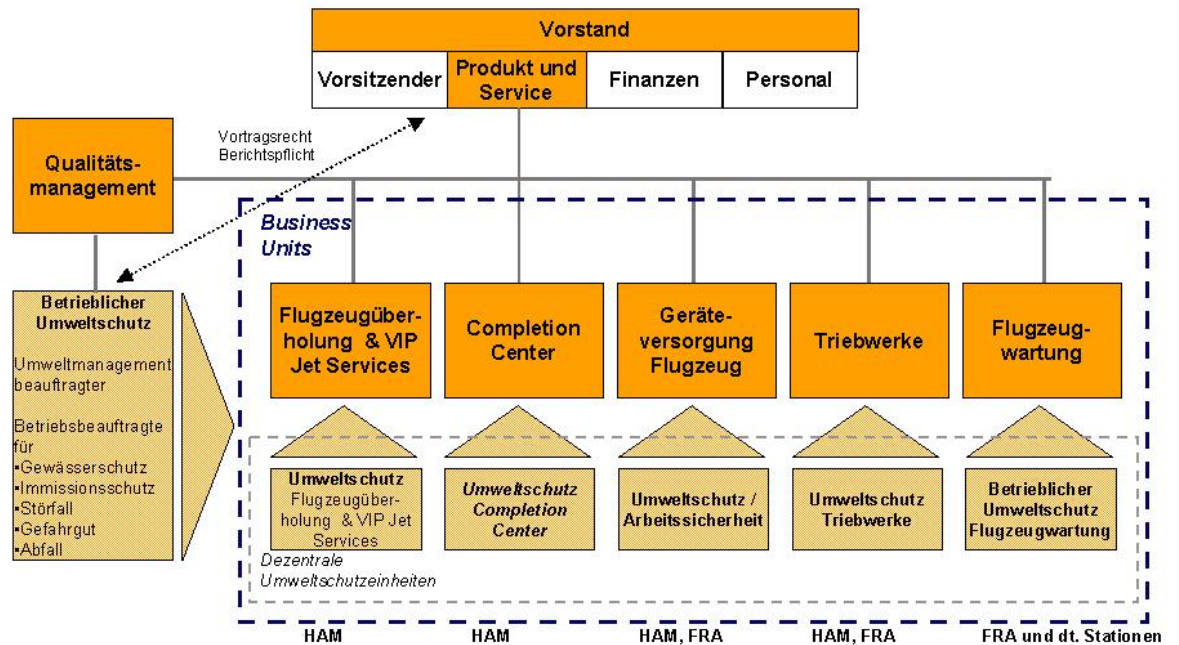 Vorstand
Vorsitzender
Produkt und
Service
Finanzen
Personal
Vortragsrecht
Berichtspflicht
Qualitäts-
management
Business
Units
Betrieblicher
Umweltschutz
Umweltmanagement
beauftragter
Betriebsbeauftragte
für
▪Gewässerschutz
▪Immissionsschutz
▪Störfall
▪Gefahrgut
▪Abfall
Flugzeugüber-
holung & VIP
Jet Services
Completion
Center
Geräte-
versorgung
Flugzeug
Triebwerke
Flugzeug-
wartung
Umweltschutz
Flugzeugüber-
holung & VIP Jet
Services
Umweltschutz
Completion
Center
Umweltschutz /
Arbeitssicherheit
Umweltschutz
Triebwerke
Betrieblicher
Umweltschutz
Flugzeugwartung
Dezentrale
Umweltschutzeinheiten
HAM
HAM
HAM, FRA
HAM, FRA
FRA und dt. Stationen